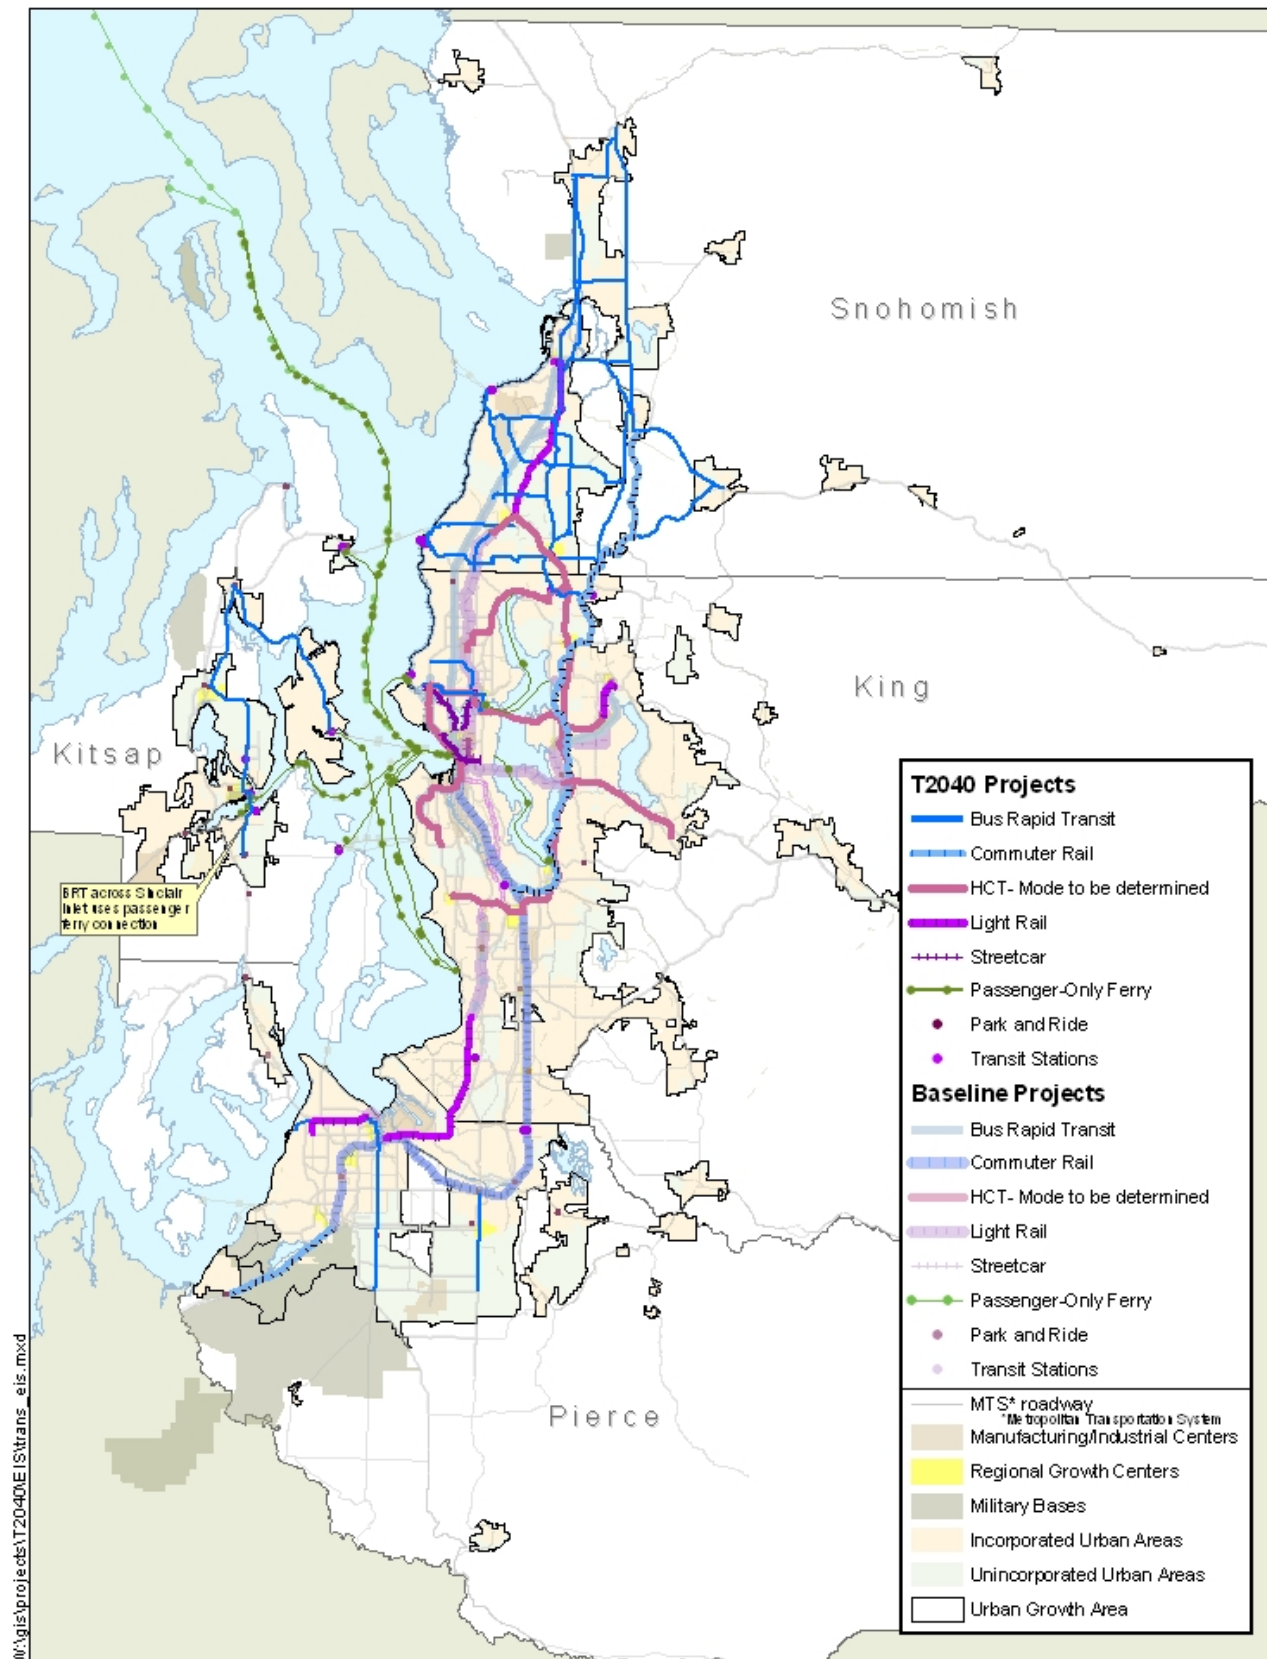 Snohomish
King
Kitsap
BRT across Sinclair
Inlet uses passenger
ferry connection
Pierce
T2040 Projects
Bus Rapid Transit
Commuter Rail
HCT- Mode to be determined
Light Rail
Streetcar
Passenger-Only Ferry
Park and Ride
Transit Stations
Baseline Projects
Bus Rapid Transit
Commuter Rail
HCT- Mode to be determined
Light Rail
Streetcar
Passenger-Only Ferry
Park and Ride
Transit Stations
MTS* roadway
*Metropolitan Transportation System
Manufacturing/Industrial Centers
Regional Growth Centers
Military Bases
Incorporated Urban Areas
Unincorporated Urban Areas
Urban Growth Area
W:\gis\projects\T2040\EIS\trans_eis.mxd